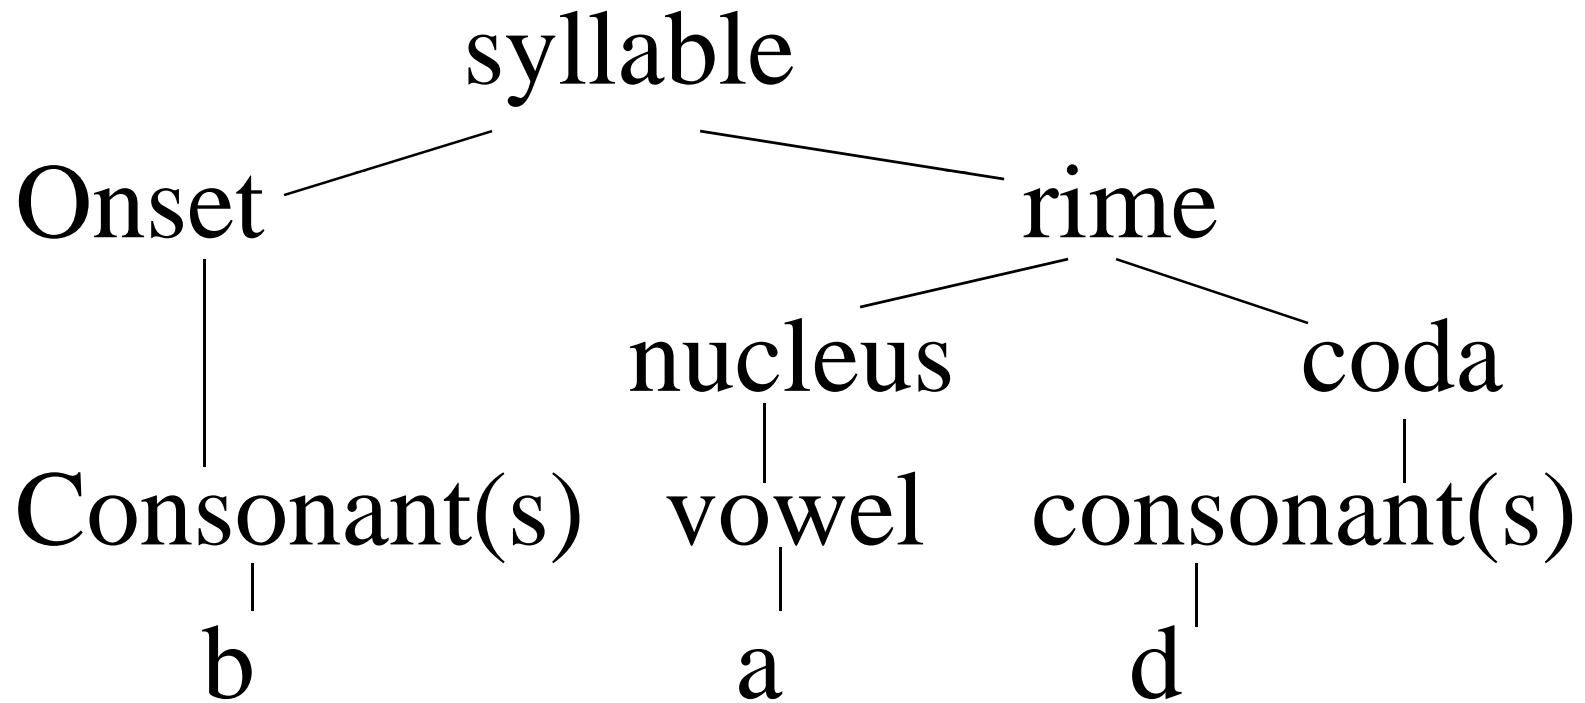 syllable
Onset rime
nucleus coda
Consonant(s) vowel consonant(s)
b a d